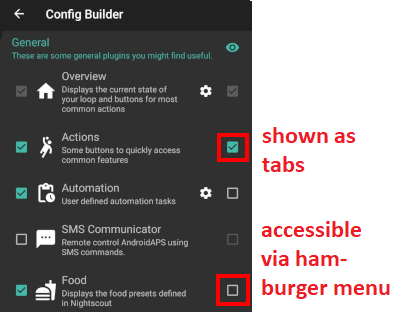 Config Builder
General
These are some general plugins you might find useful.
Overview
Displays the current state of
your loop and buttons for most
common actions
Actions
Some buttons to quickly access
common features
shown as
tabs
Automation
User defined automation tasks
SMS Communicator
Remote control AndroidAPS using
SMS commands.
accessible
via ham-
burger menu
Food
Displays the food presets defined
in Nightscout